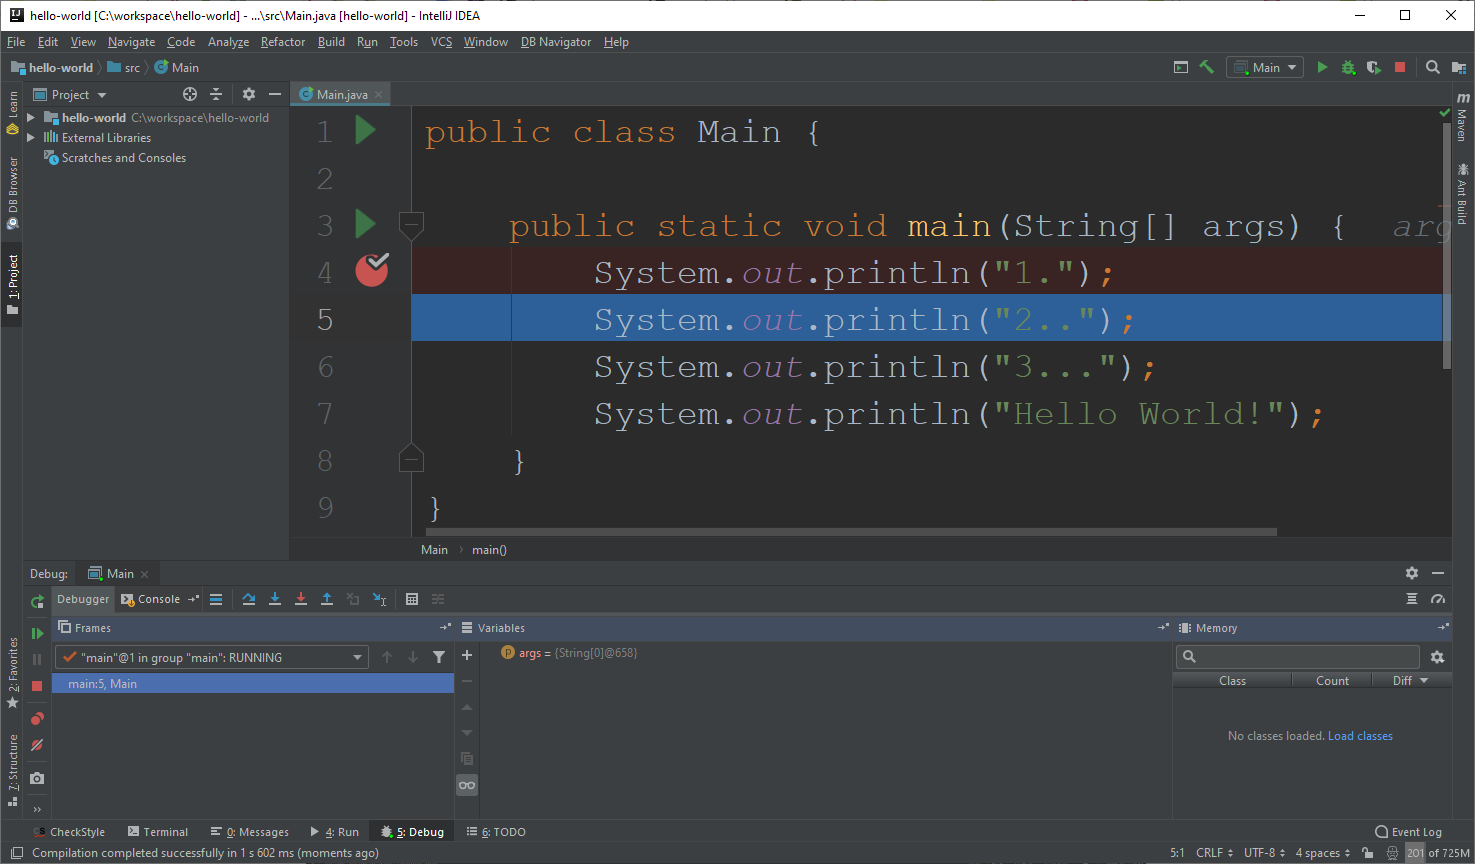 hello-world [C:\workspace\hello-world] - ...\src\Main.java [hello-world] - IntelliJ IDEA
File Edit View Navigate Code Analyze Refactor Build Run Tools VCS Window DB Navigator Help
hello-world src Main
Main
Learn
DB Browser
1: Project
2: Favorites
7: Structure
Project
hello-world C:\workspace\hello-world
External Libraries
Scratches and Consoles
Main.java
1 public class Main {
2
3 public static void main(String[] args) { arg
4 System.out.println("1.");
5 System.out.println("2..");
6 System.out.println("3...");
7 System.out.println("Hello World!");
8 }
9 }
Main main()
m Maven
Ant Build
Debug: Main
Debugger Console
Frames
Variables
Memory
"main"@1 in group "main": RUNNING
main:5, Main
p args = {String[0]@658}
Class Count Diff
No classes loaded. Load classes
CheckStyle Terminal 0: Messages 4: Run 5: Debug 6: TODO Event Log
Compilation completed successfully in 1 s 602 ms (moments ago) 5:1 CRLF UTF-8 4 spaces 201 of 725M